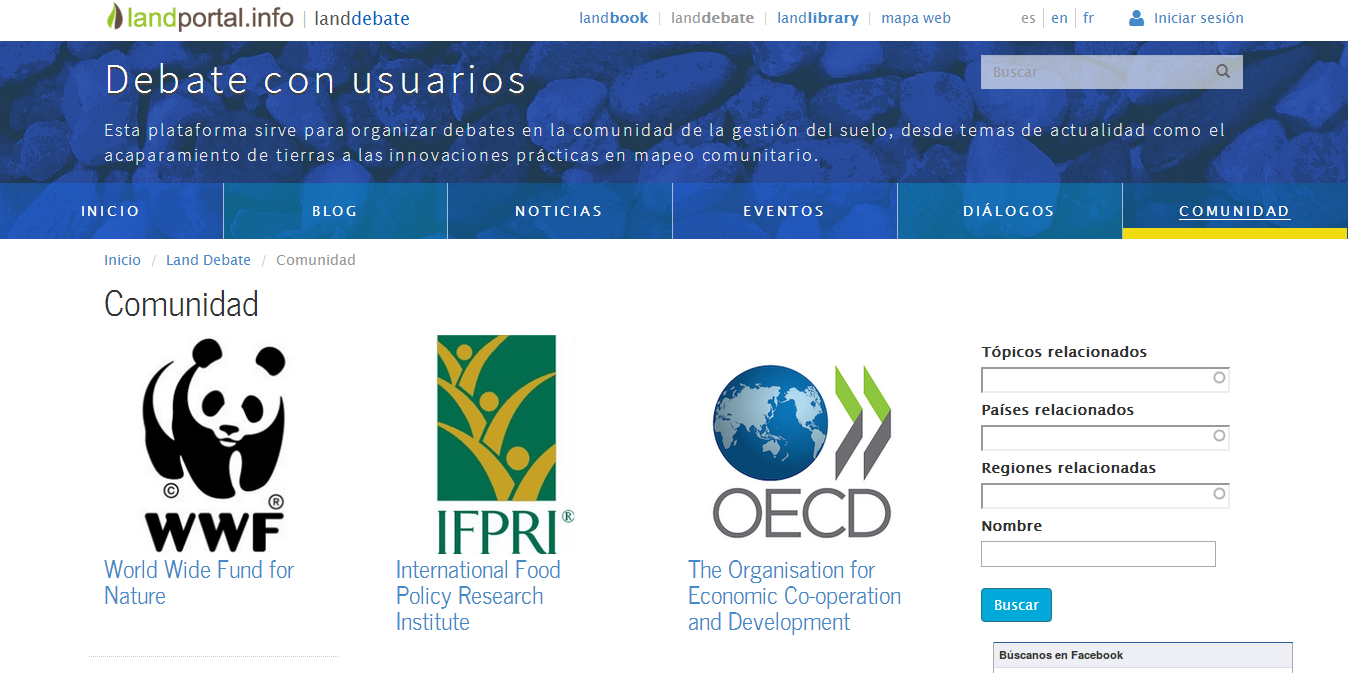 landportal.info | landdebate
landbook | landdebate | landlibrary | mapa web
es | en | fr
Iniciar sesión
Debate con usuarios
Buscar
Esta plataforma sirve para organizar debates en la comunidad de la gestión del suelo, desde temas de actualidad como el
acaparamiento de tierras a las innovaciones prácticas en mapeo comunitario.
INICIO
BLOG
NOTICIAS
EVENTOS
DIÁLOGOS
COMUNIDAD
Inicio / Land Debate / Comunidad
Comunidad
© ®
WWF
World Wide Fund for
Nature
IFPRI®
International Food
Policy Research
Institute
OECD
The Organisation for
Economic Co-operation
and Development
Tópicos relacionados
Países relacionados
Regiones relacionadas
Nombre
Buscar
Búscanos en Facebook